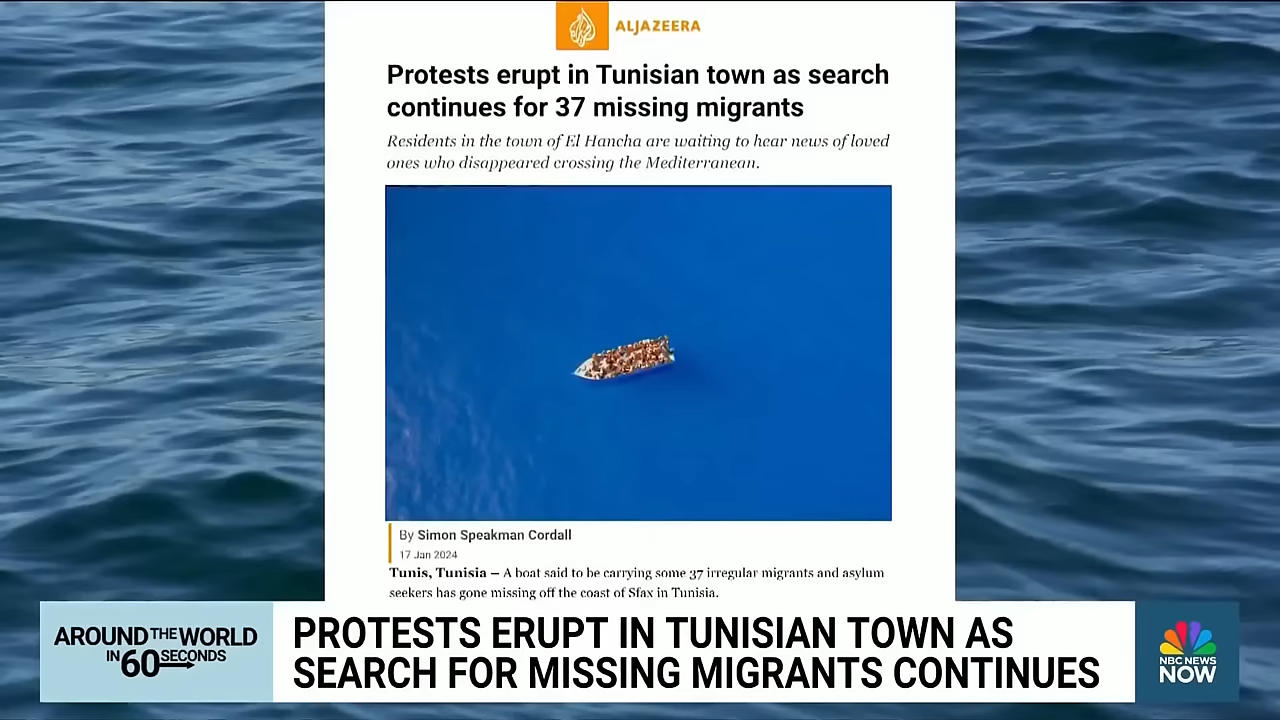 ALJAZEERA
Protests erupt in Tunisian town as search
continues for 37 missing migrants
Residents in the town of El Hancha are waiting to hear news of loved
ones who disappeared crossing the Mediterranean.
By Simon Speakman Cordall
17 Jan 2024
Tunis, Tunisia – A boat said to be carrying some 37 irregular migrants and asylum
seekers has gone missing off the coast of Sfax in Tunisia.
AROUND THE WORLD
IN 60 SECONDS
PROTESTS ERUPT IN TUNISIAN TOWN AS
SEARCH FOR MISSING MIGRANTS CONTINUES
NBC NEWS
NOW